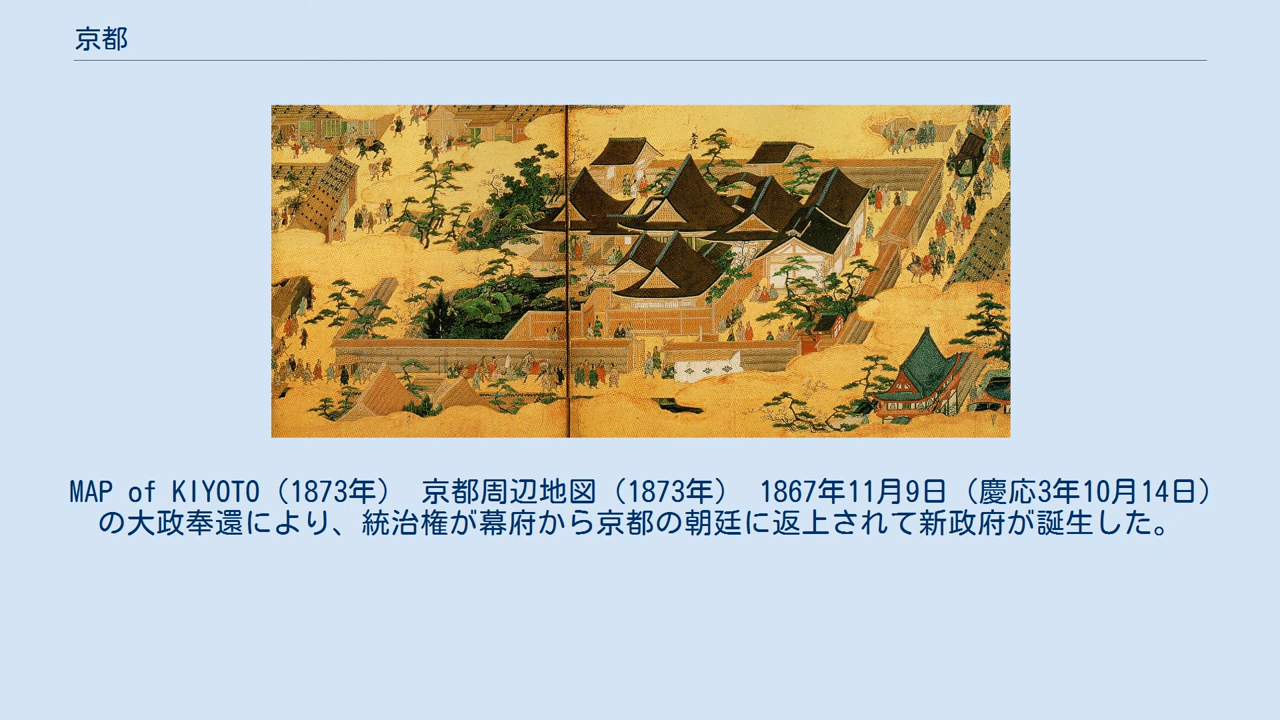 京都
MAP of KIYOTO（1873年） 京都周辺地図（1873年） 1867年11月9日（慶応3年10月14日）
の大政奉還により、統治権が幕府から京都の朝廷に返上されて新政府が誕生した。